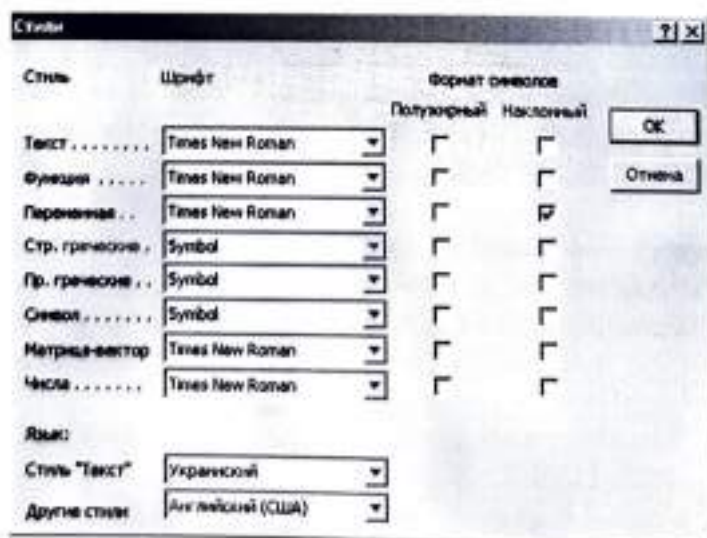 Стили
Стиль Шрифт Формат символов
Полужирный Наклонный
Текст . . . . . . . . Times New Roman
Функция . . . . . Times New Roman
Переменная . . Times New Roman
Стр. греческие . Symbol
Пр. греческие . . Symbol
Символ . . . . . . . Symbol
Матрица-вектор Times New Roman
Числа . . . . . . . Times New Roman
OK
Отмена
Язык:
Стиль "Текст" Украинский
Другие стили Английский (США)